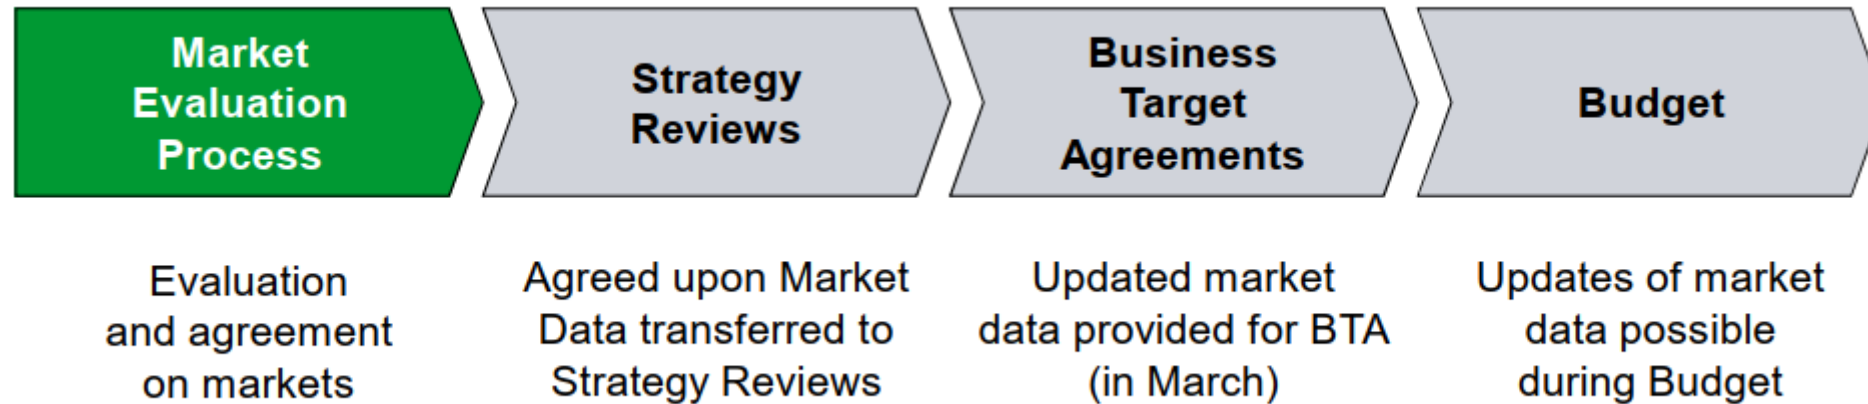 Market
Evaluation
Process
Strategy
Reviews
Business
Target
Agreements
Budget
Evaluation
and agreement
on markets
Agreed upon Market
Data transferred to
Strategy Reviews
Updated market
data provided for BTA
(in March)
Updates of market
data possible
during Budget